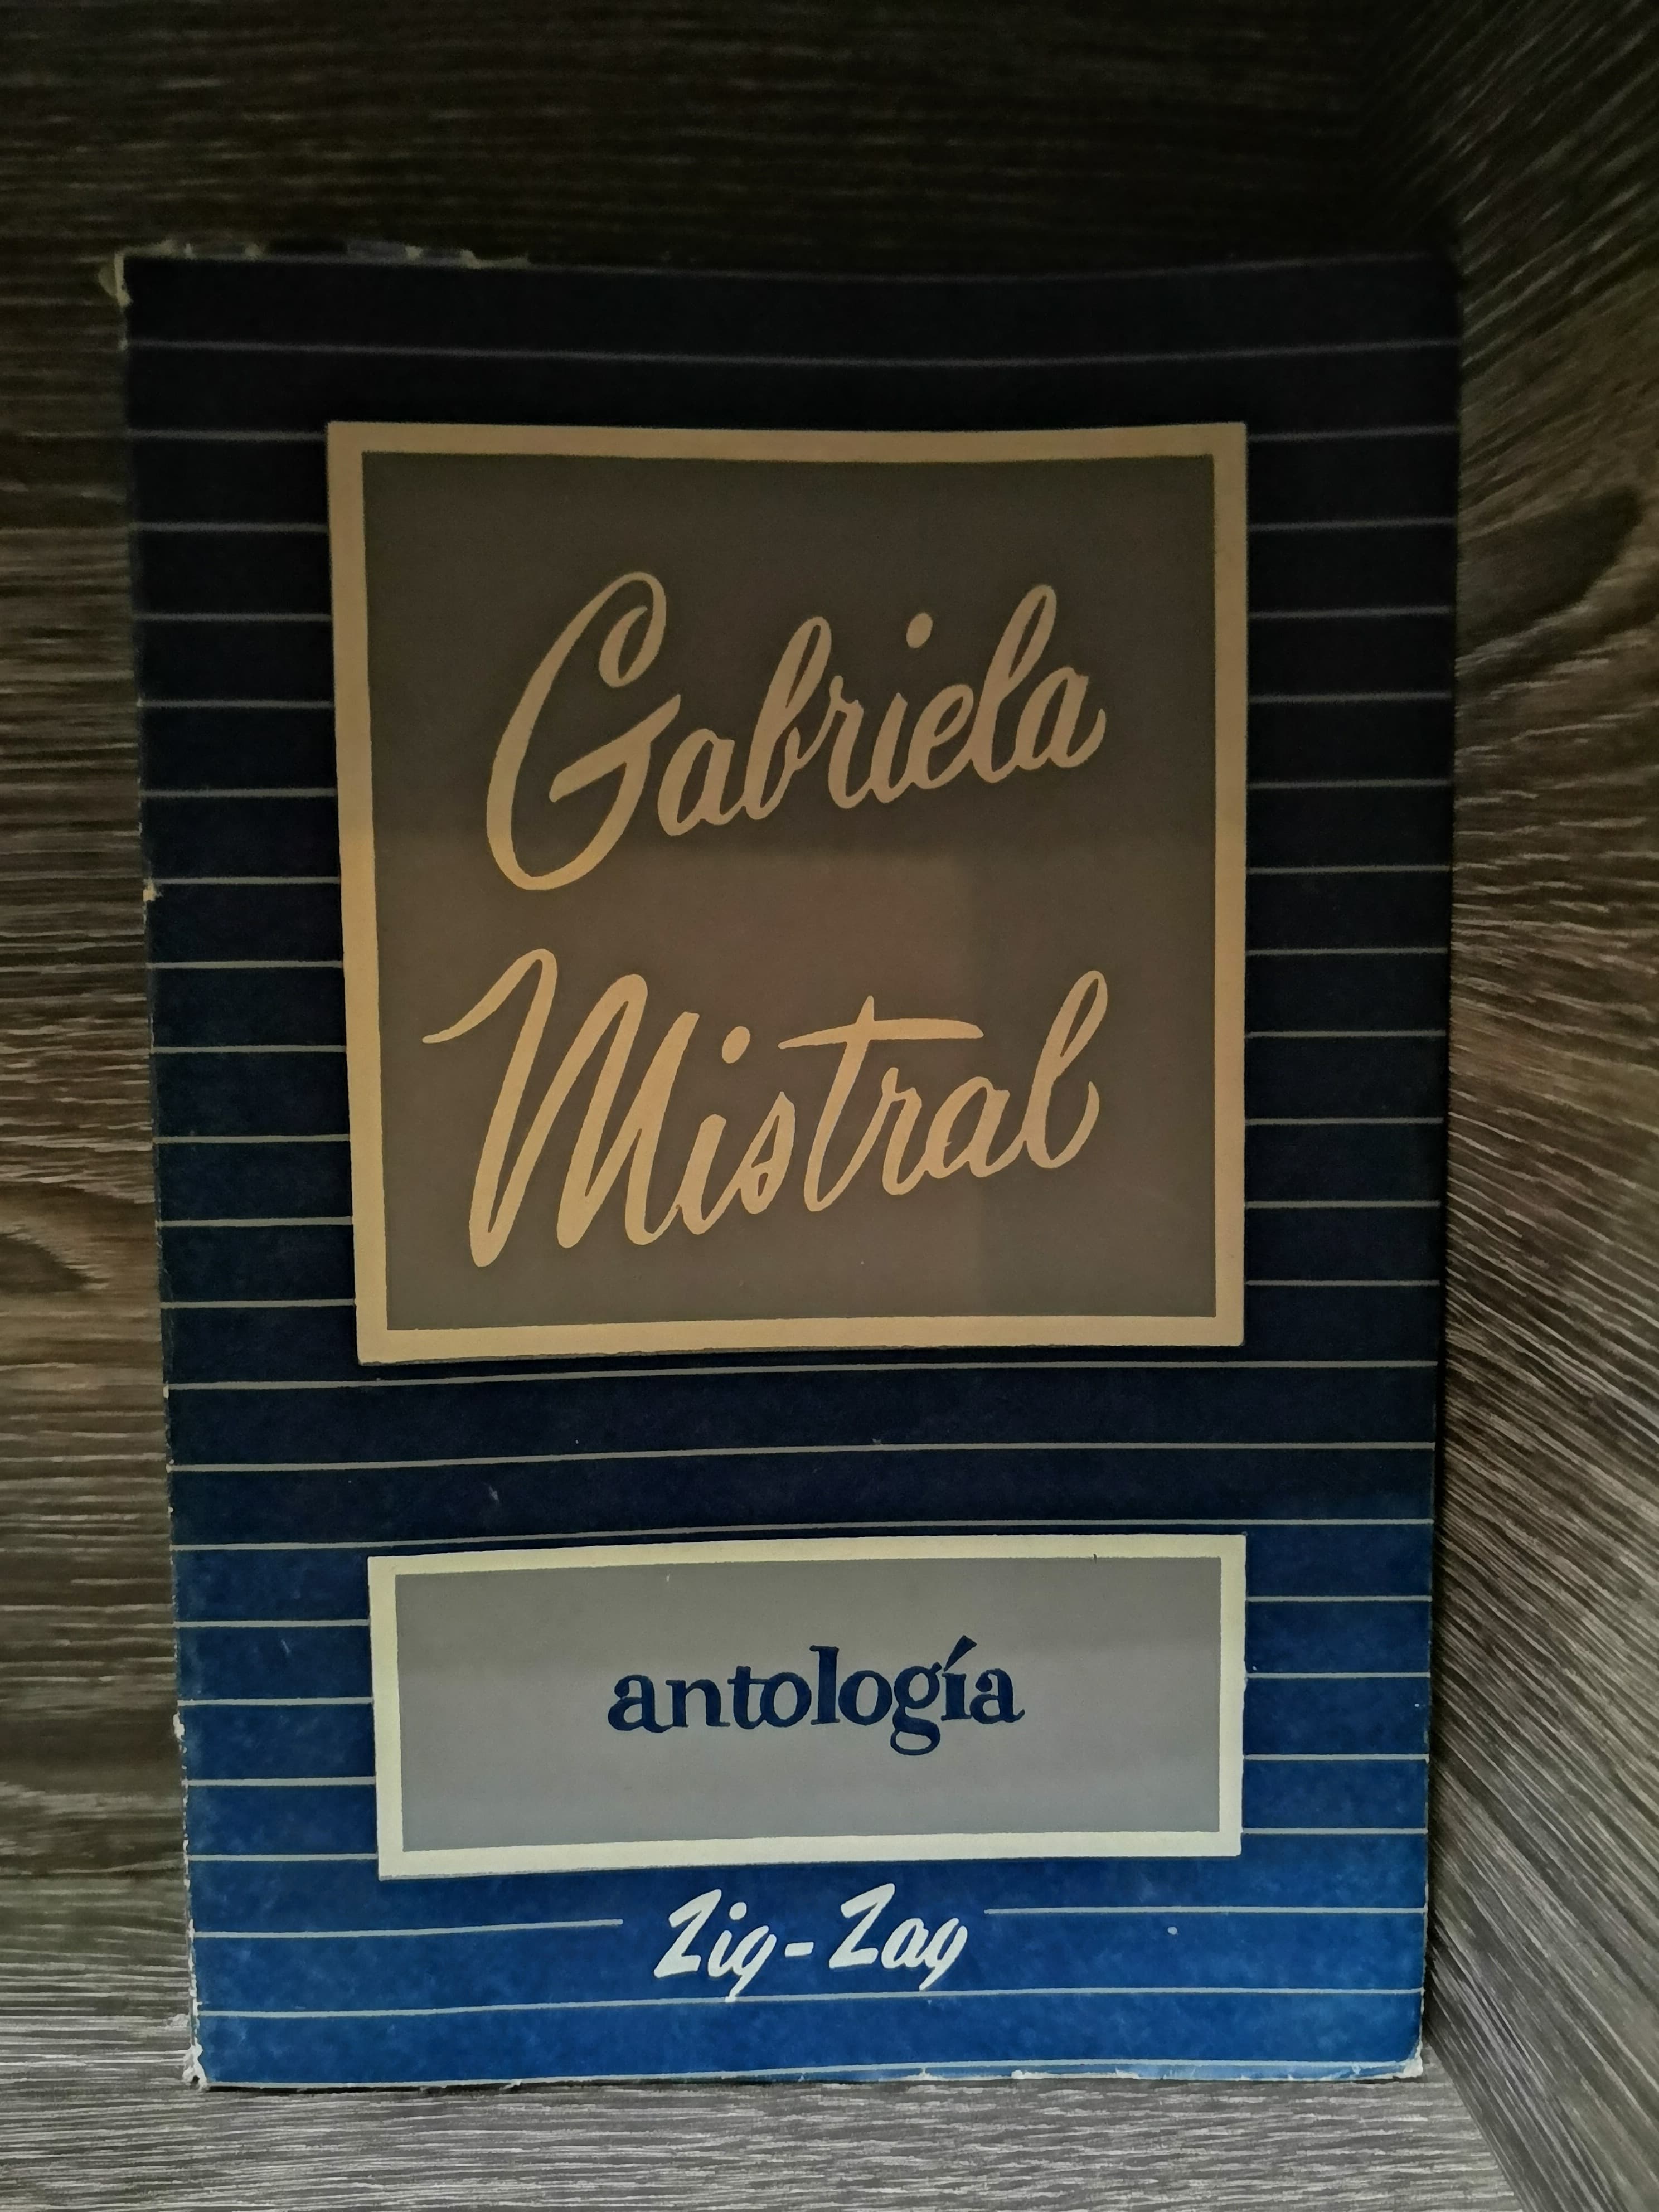 Gabriela
Mistral
antología
Zig-Zag